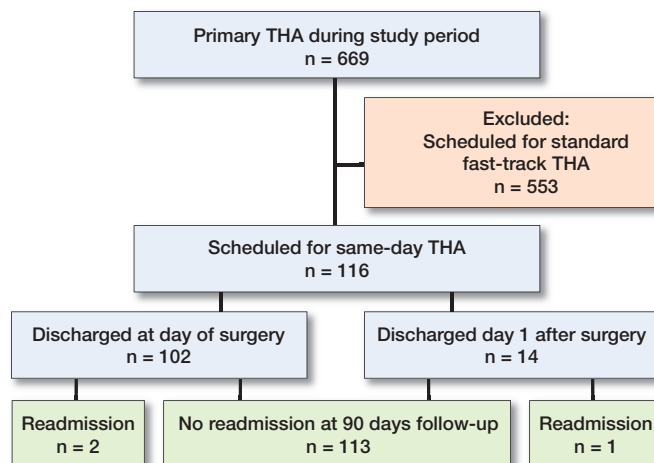 Primary THA during study period
n = 669
Excluded:
Scheduled for standard
fast-track THA
n = 553
Scheduled for same-day THA
n = 116
Discharged at day of surgery
n = 102
Discharged day 1 after surgery
n = 14
Readmission
n = 2
No readmission at 90 days follow-up
n = 113
Readmission
n = 1